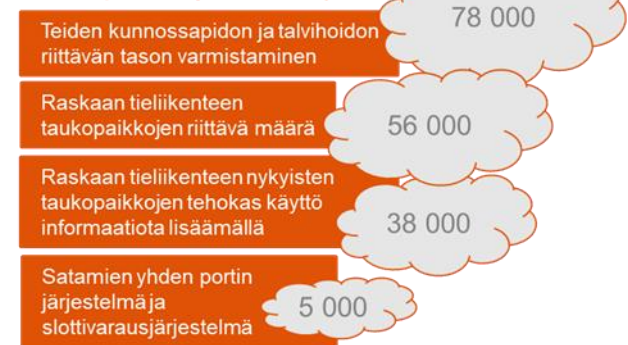 78 000
Teiden kunnossapidon ja talvihoidon
riittävän tason varmistaminen
Raskaan tieliikenteen
taukopaikkojen riittävä määrä
56 000
Raskaan tieliikenteen nykyisten
taukopaikkojen tehokas käyttö
informaatiota lisäämällä
38 000
Satamien yhden portin
järjestelmä ja
slottivarausjärjestelmä
5 000